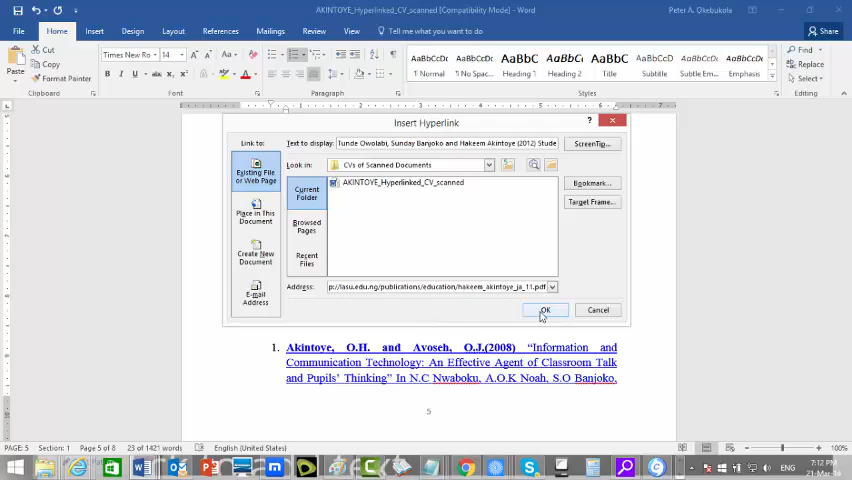 AKINTOYE_Hyperlinked_CV_scanned [Compatibility Mode] - Word
Peter A. Okebukola
File Home Insert Design Layout References Mailings Review View Tell me what you want to do
Share
Cut
Copy
Format Painter
Paste
Clipboard
Times New Ro 14
Font
Paragraph
AaBbCcDc AaBbCcDc AaBbC AaBbCc AaBbC AaBbCcD AaBbCcDc AaBbCcDc
¶ Normal ¶ No Spac... Heading 1 Heading 2 Title Subtitle Subtle Em... Emphasis
Styles
Find
Replace
Select
Editing
Insert Hyperlink
Link to:
Text to display: Tunde Owolabi, Sunday Banjoko and Hakeem Akintoye (2012) Stude
ScreenTip...
Existing File or Web Page
Look in: CVs of Scanned Documents
Current Folder
AKINTOYE_Hyperlinked_CV_scanned
Bookmark...
Target Frame...
Place in This Document
Browsed Pages
Create New Document
Recent Files
E-mail Address
Address: p://lasu.edu.ng/publications/education/hakeem_akintoye_ja_11.pdf
OK Cancel
1. Akintoye, O.H. and Avoseh, O.J.(2008) “Information and
Communication Technology: An Effective Agent of Classroom Talk
and Pupils’ Thinking” In N.C Nwaboku, A.O.K Noah, S.O Banjoko,
5
PAGE: 5 Section: 1 Page 5 of 8 23 of 1421 words English (United Kingdom)
100%
ENG
7:12 PM
21-Mar-